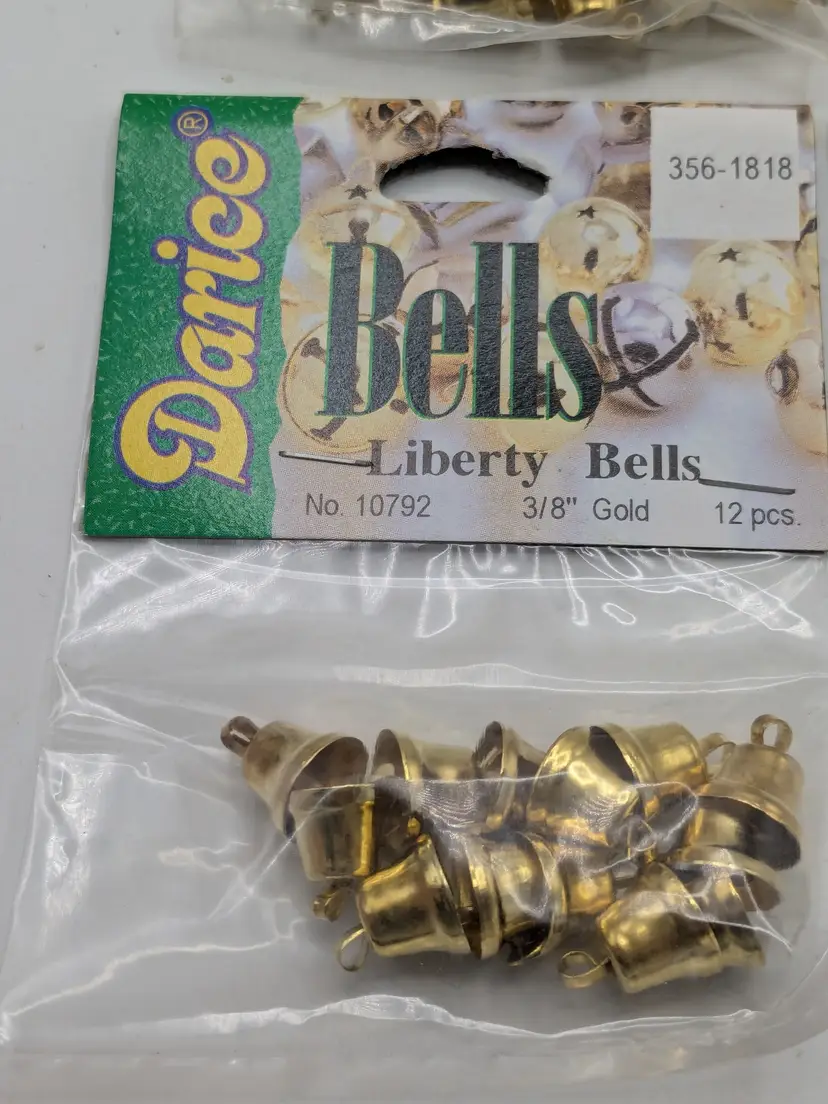 Darice®
356-1818
Bells
Liberty Bells
No. 10792 3/8" Gold 12 pcs.